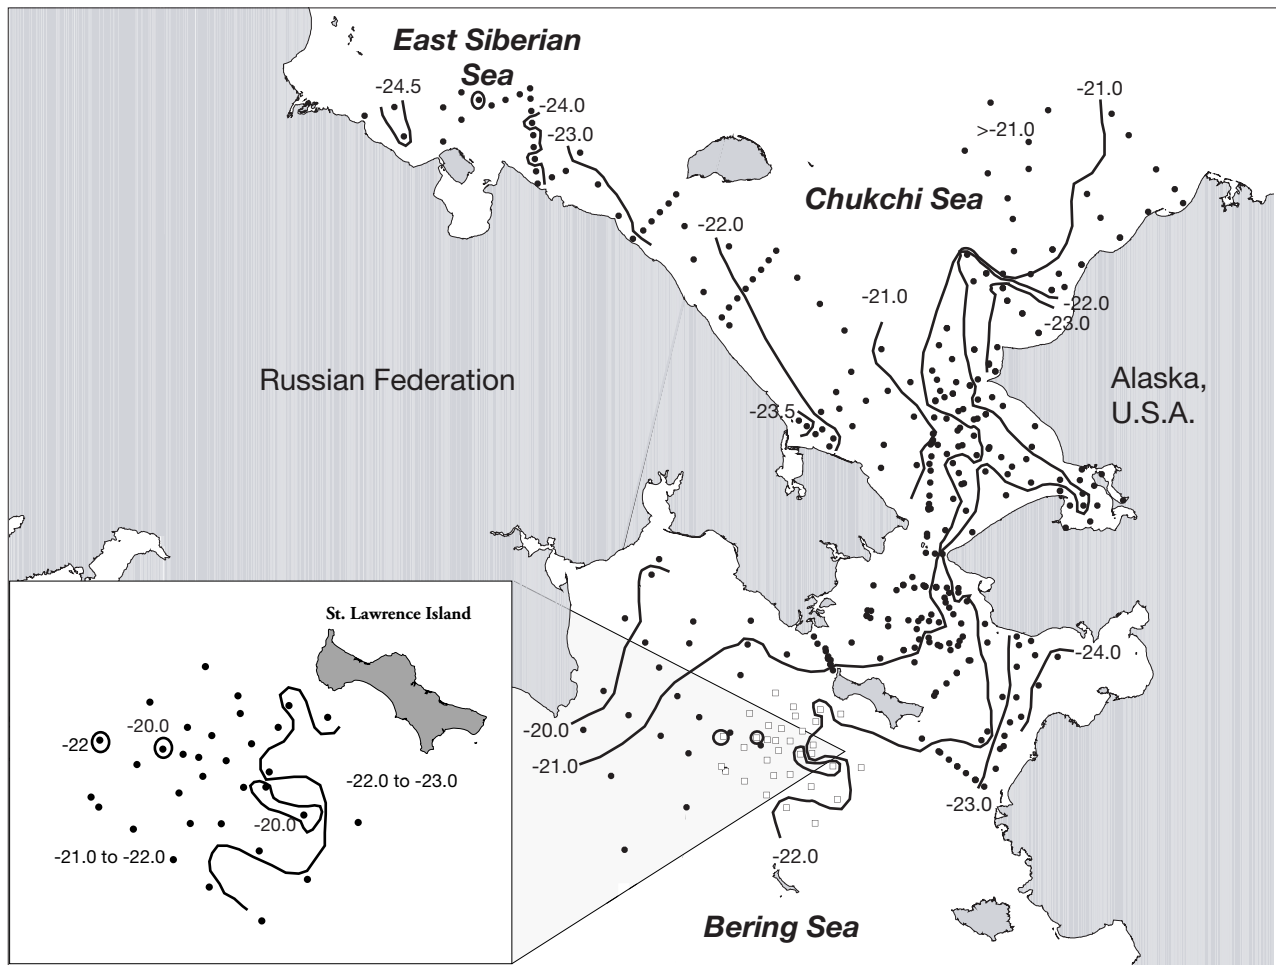 East Siberian
Sea
-24.5
-24.0
-23.0
-21.0
>-21.0
Chukchi Sea
-22.0
-21.0
-22.0
-23.0
Russian Federation
Alaska,
U.S.A.
-23.5
St. Lawrence Island
-24.0
-20.0
-22
-20.0
-21.0
-22.0 to -23.0
-23.0
-20.0
-21.0 to -22.0
-22.0
Bering Sea